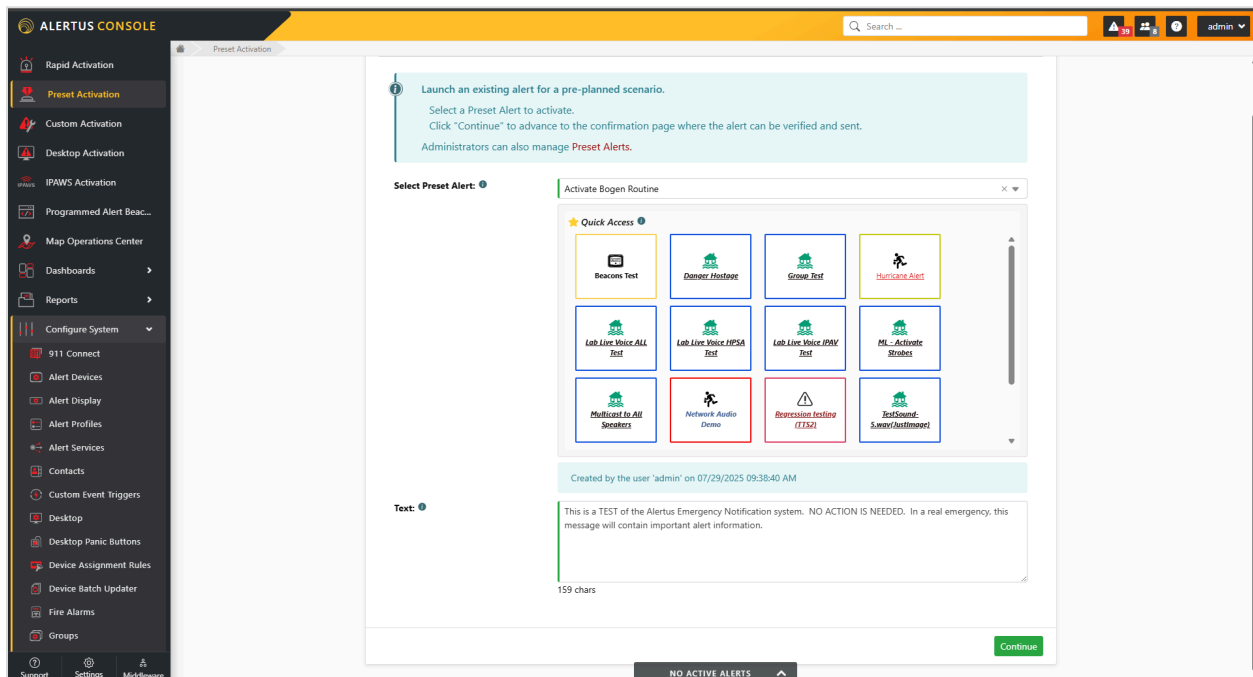 ALERTUS CONSOLE
Search ...
39
8
admin
Preset Activation
Rapid Activation
Preset Activation
Custom Activation
Desktop Activation
IPAWS
IPAWS Activation
Programmed Alert Beac...
Map Operations Center
Dashboards
Reports
Configure System
911 Connect
Alert Devices
Alert Display
Alert Profiles
Alert Services
Contacts
Custom Event Triggers
Desktop
Desktop Panic Buttons
Device Assignment Rules
Device Batch Updater
Fire Alarms
Groups
Support
Settings
Middleware
Launch an existing alert for a pre-planned scenario.
Select a Preset Alert to activate.
Click "Continue" to advance to the confirmation page where the alert can be verified and sent.
Administrators can also manage Preset Alerts.
Select Preset Alert:
Activate Bogen Routine
Quick Access
Beacons Test
Danger Hostage
Group Test
Hurricane Alert
Lab Live Voice ALL
Test
Lab Live Voice HPSA
Test
Lab Live Voice IPAV
Test
ML - Activate
Strobes
Multicast to All
Speakers
Network Audio
Demo
Regression testing
(TTS2)
TestSound-
5.wav(JustImage)
Created by the user 'admin' on 07/29/2025 09:38:40 AM
Text:
This is a TEST of the Alertus Emergency Notification system.  NO ACTION IS NEEDED.  In a real emergency, this
message will contain important alert information.
159 chars
Continue
NO ACTIVE ALERTS